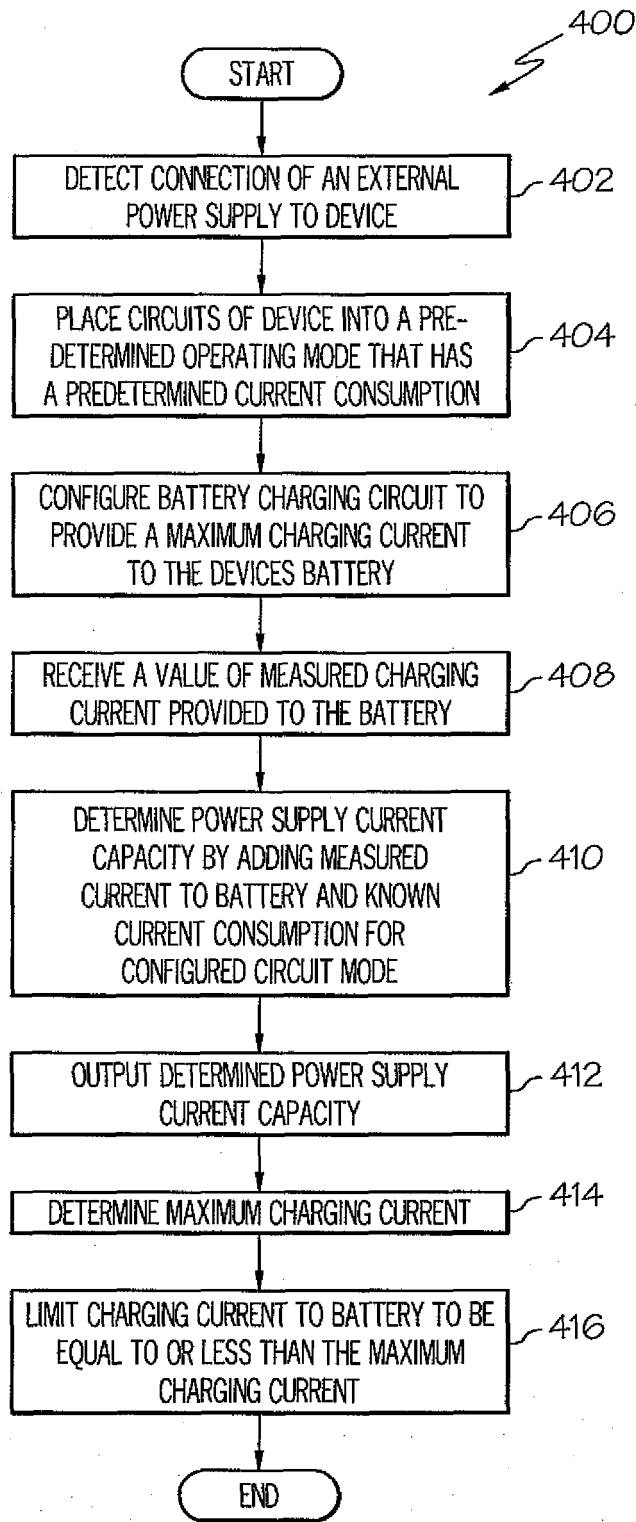 400
START
DETECT CONNECTION OF AN EXTERNAL
POWER SUPPLY TO DEVICE
402
PLACE CIRCUITS OF DEVICE INTO A PRE-
DETERMINED OPERATING MODE THAT HAS
A PREDETERMINED CURRENT CONSUMPTION
404
CONFIGURE BATTERY CHARGING CIRCUIT TO
PROVIDE A MAXIMUM CHARGING CURRENT
TO THE DEVICES BATTERY
406
RECEIVE A VALUE OF MEASURED CHARGING
CURRENT PROVIDED TO THE BATTERY
408
DETERMINE POWER SUPPLY CURRENT
CAPACITY BY ADDING MEASURED
CURRENT TO BATTERY AND KNOWN
CURRENT CONSUMPTION FOR
CONFIGURED CIRCUIT MODE
410
OUTPUT DETERMINED POWER SUPPLY
CURRENT CAPACITY
412
DETERMINE MAXIMUM CHARGING CURRENT
414
LIMIT CHARGING CURRENT TO BATTERY TO BE
EQUAL TO OR LESS THAN THE MAXIMUM
CHARGING CURRENT
416
END